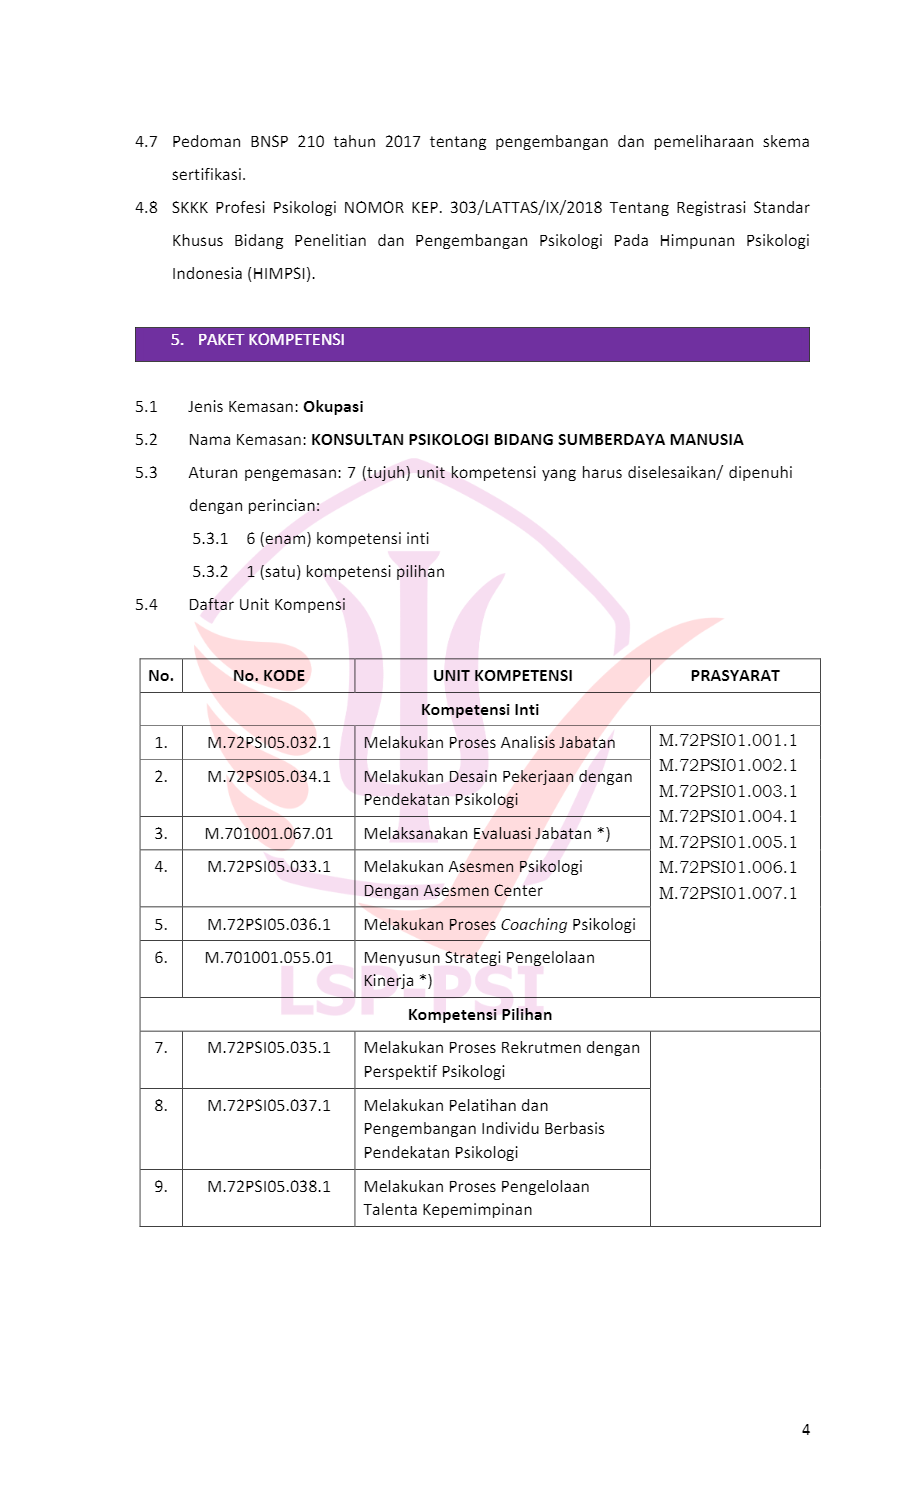 4.7 Pedoman BNSP 210 tahun 2017 tentang pengembangan dan pemeliharaan skema
sertifikasi.
4.8 SKKK Profesi Psikologi NOMOR KEP. 303/LATTAS/IX/2018 Tentang Registrasi Standar
Khusus Bidang Penelitian dan Pengembangan Psikologi Pada Himpunan Psikologi
Indonesia (HIMPSI).
5. PAKET KOMPETENSI
5.1 Jenis Kemasan: Okupasi
5.2 Nama Kemasan: KONSULTAN PSIKOLOGI BIDANG SUMBERDAYA MANUSIA
5.3 Aturan pengemasan: 7 (tujuh) unit kompetensi yang harus diselesaikan/ dipenuhi
dengan perincian:
5.3.1 6 (enam) kompetensi inti
5.3.2 1 (satu) kompetensi pilihan
5.4 Daftar Unit Kompensi
No. No. KODE UNIT KOMPETENSI PRASYARAT
Kompetensi Inti
1. M.72PSI05.032.1 Melakukan Proses Analisis Jabatan
2. M.72PSI05.034.1 Melakukan Desain Pekerjaan dengan
Pendekatan Psikologi
3. M.701001.067.01 Melaksanakan Evaluasi Jabatan *)
4. M.72PSI05.033.1 Melakukan Asesmen Psikologi
Dengan Asesmen Center
5. M.72PSI05.036.1 Melakukan Proses Coaching Psikologi
6. M.701001.055.01 Menyusun Strategi Pengelolaan
Kinerja *)
M.72PSI01.001.1
M.72PSI01.002.1
M.72PSI01.003.1
M.72PSI01.004.1
M.72PSI01.005.1
M.72PSI01.006.1
M.72PSI01.007.1
LSP-PSI
Kompetensi Pilihan
7. M.72PSI05.035.1 Melakukan Proses Rekrutmen dengan
Perspektif Psikologi
8. M.72PSI05.037.1 Melakukan Pelatihan dan
Pengembangan Individu Berbasis
Pendekatan Psikologi
9. M.72PSI05.038.1 Melakukan Proses Pengelolaan
Talenta Kepemimpinan
4